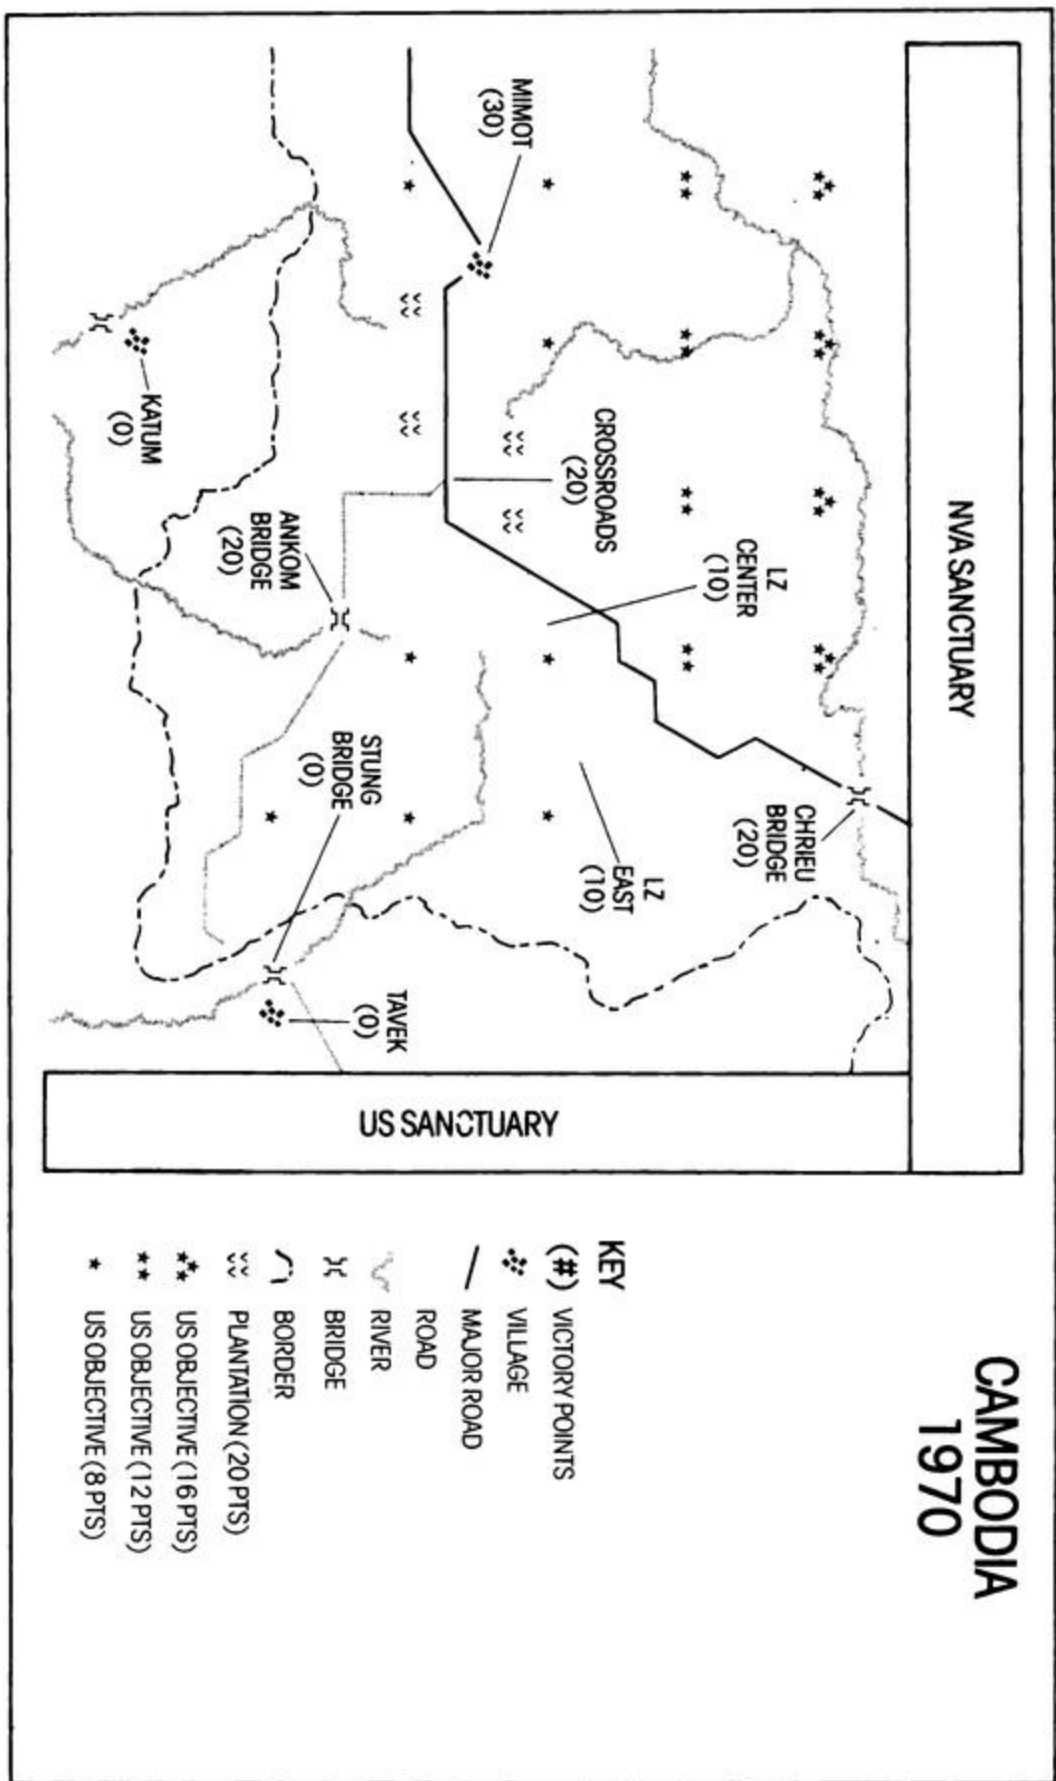 CAMBODIA
1970
NVA SANCTUARY
CHRIEU
BRIDGE
(20)
LZ
CENTER
(10)
LZ
EAST
(10)
CROSSROADS
(20)
MIMOT
(30)
TAVEK
(0)
STUNG
BRIDGE
(0)
ANKOM
BRIDGE
(20)
KATUM
(0)
US SANCTUARY
KEY
(#) VICTORY POINTS
VILLAGE
MAJOR ROAD
ROAD
RIVER
BRIDGE
BORDER
PLANTATION (20 PTS)
US OBJECTIVE (16 PTS)
US OBJECTIVE (12 PTS)
US OBJECTIVE (8 PTS)